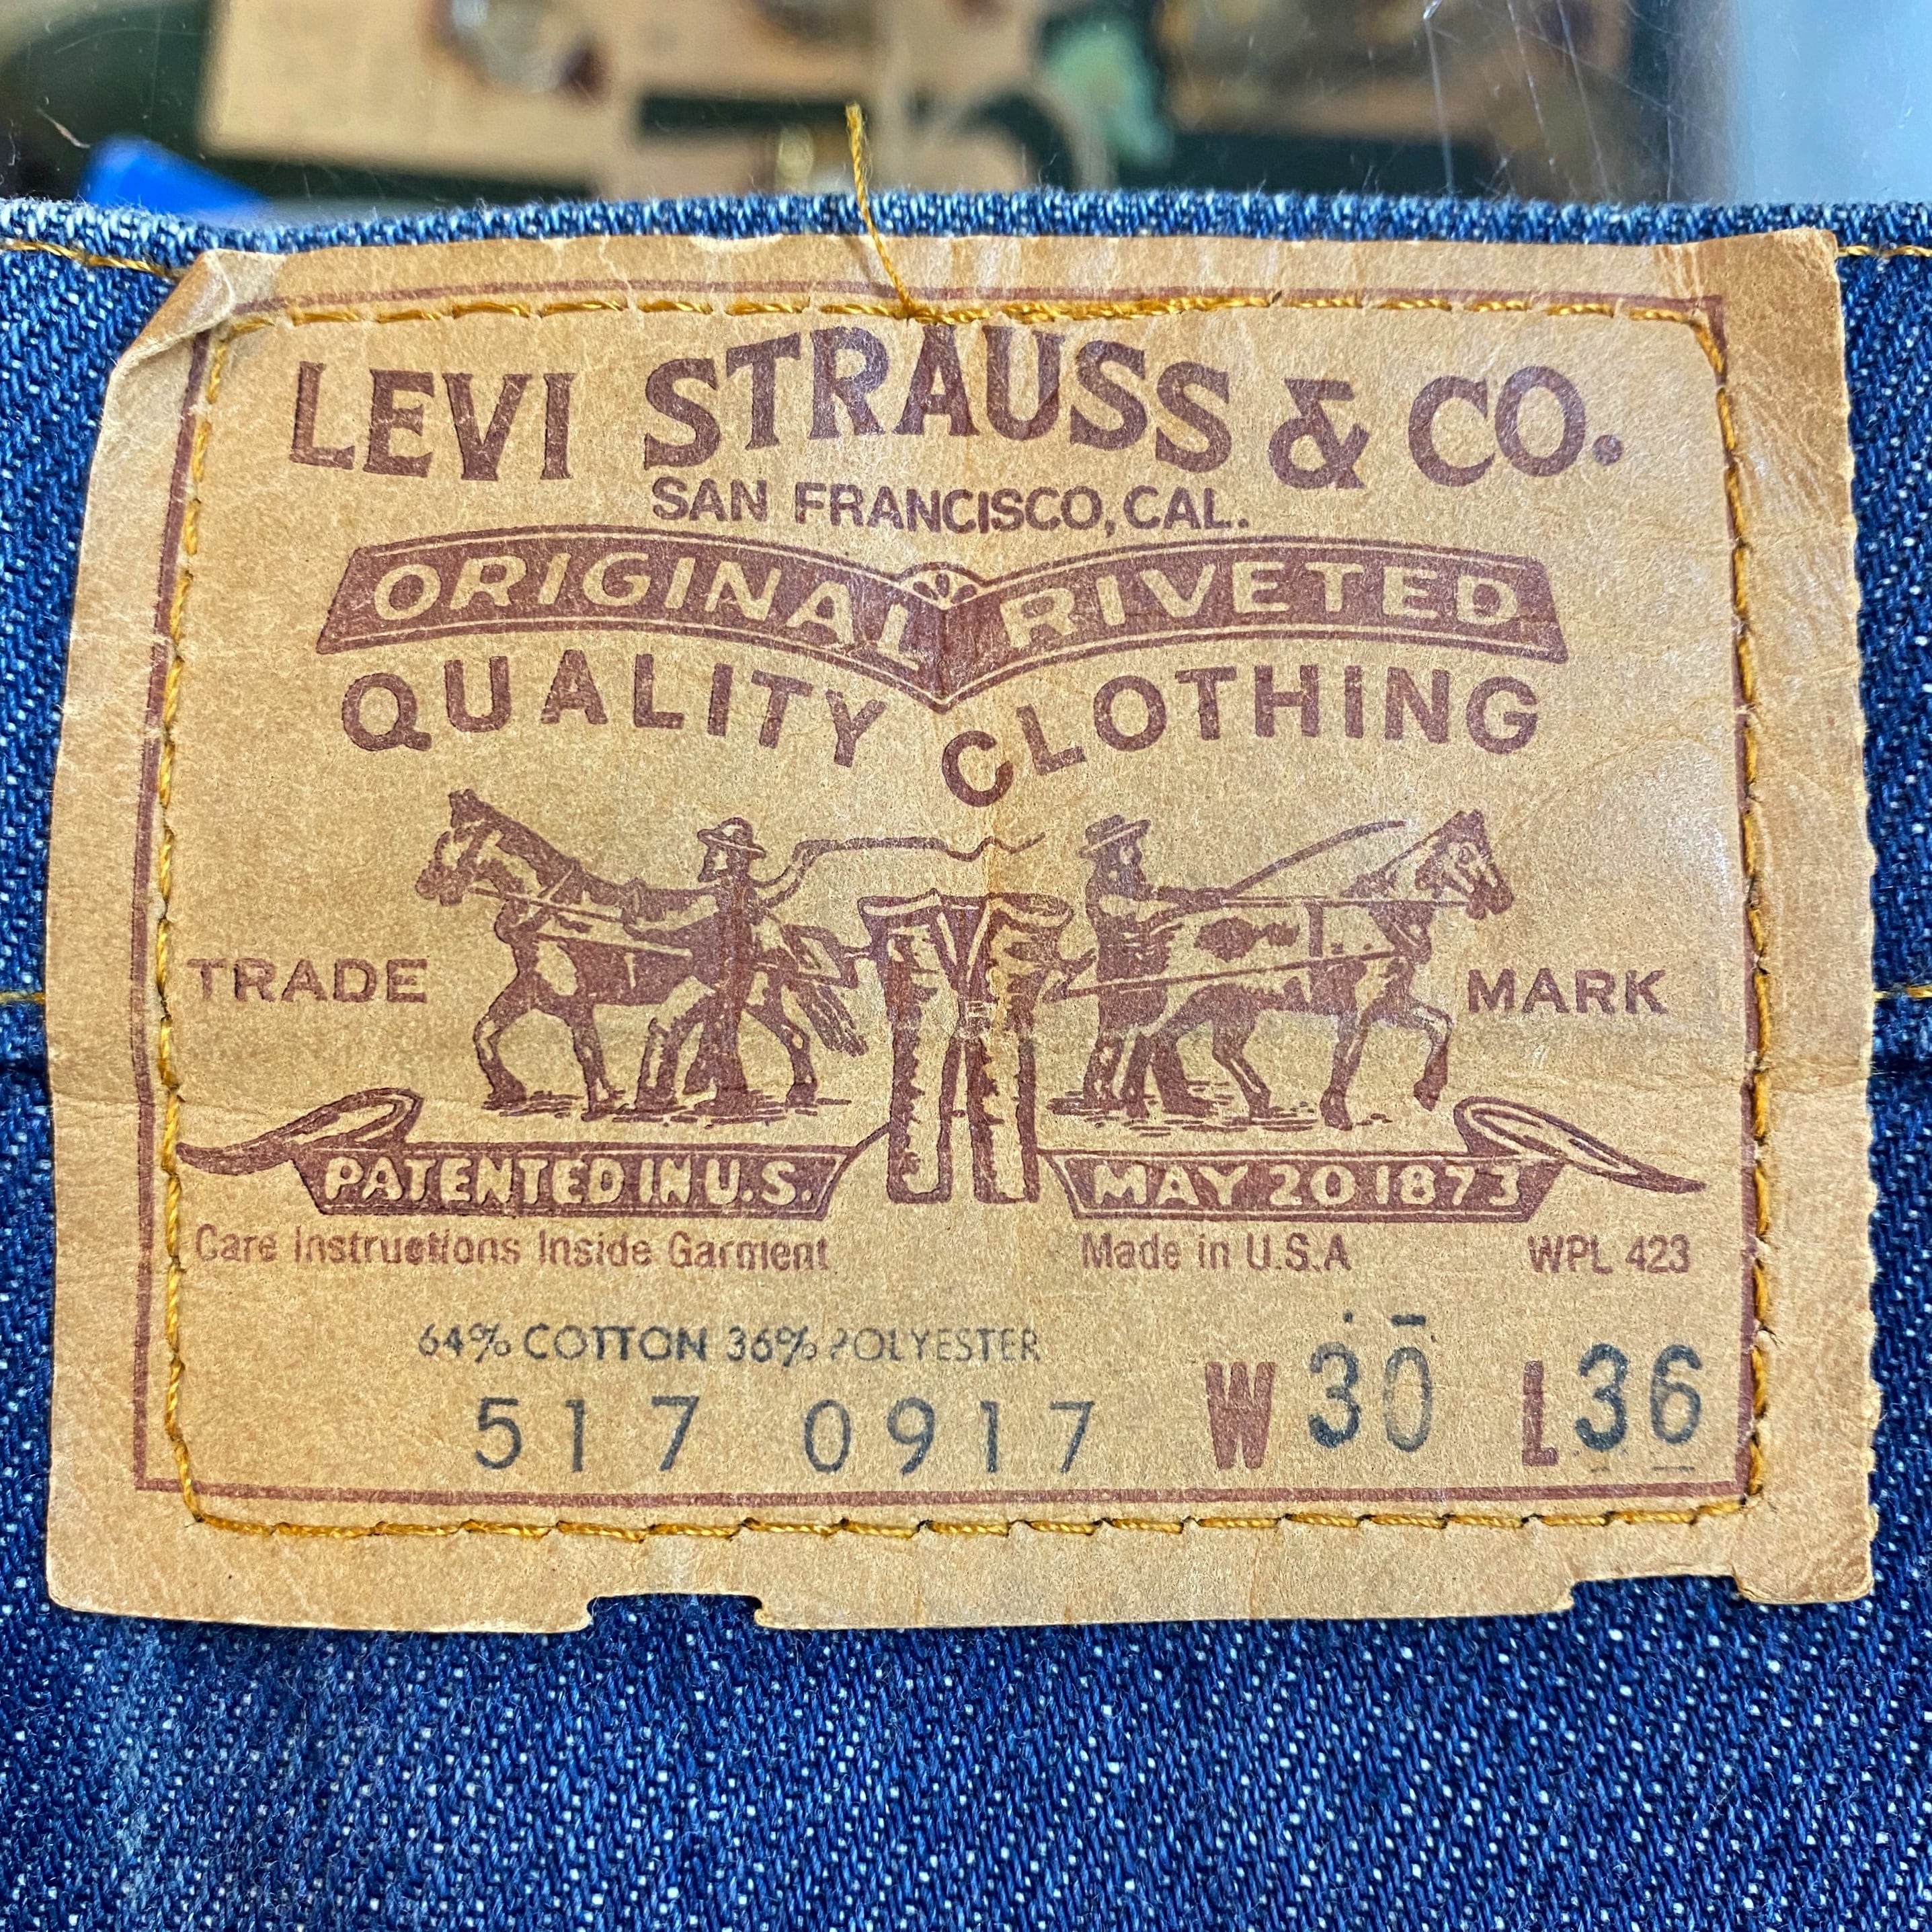 LEVI STRAUSS & CO.
SAN FRANCISCO, CAL.
ORIGINAL RIVETED
QUALITY CLOTHING
TRADE MARK
PATENTED IN U.S. MAY 20 1873
Care Instructions Inside Garment Made in U.S.A WPL 423
64% COTTON 36% POLYESTER
517 0917 W 30 L 36